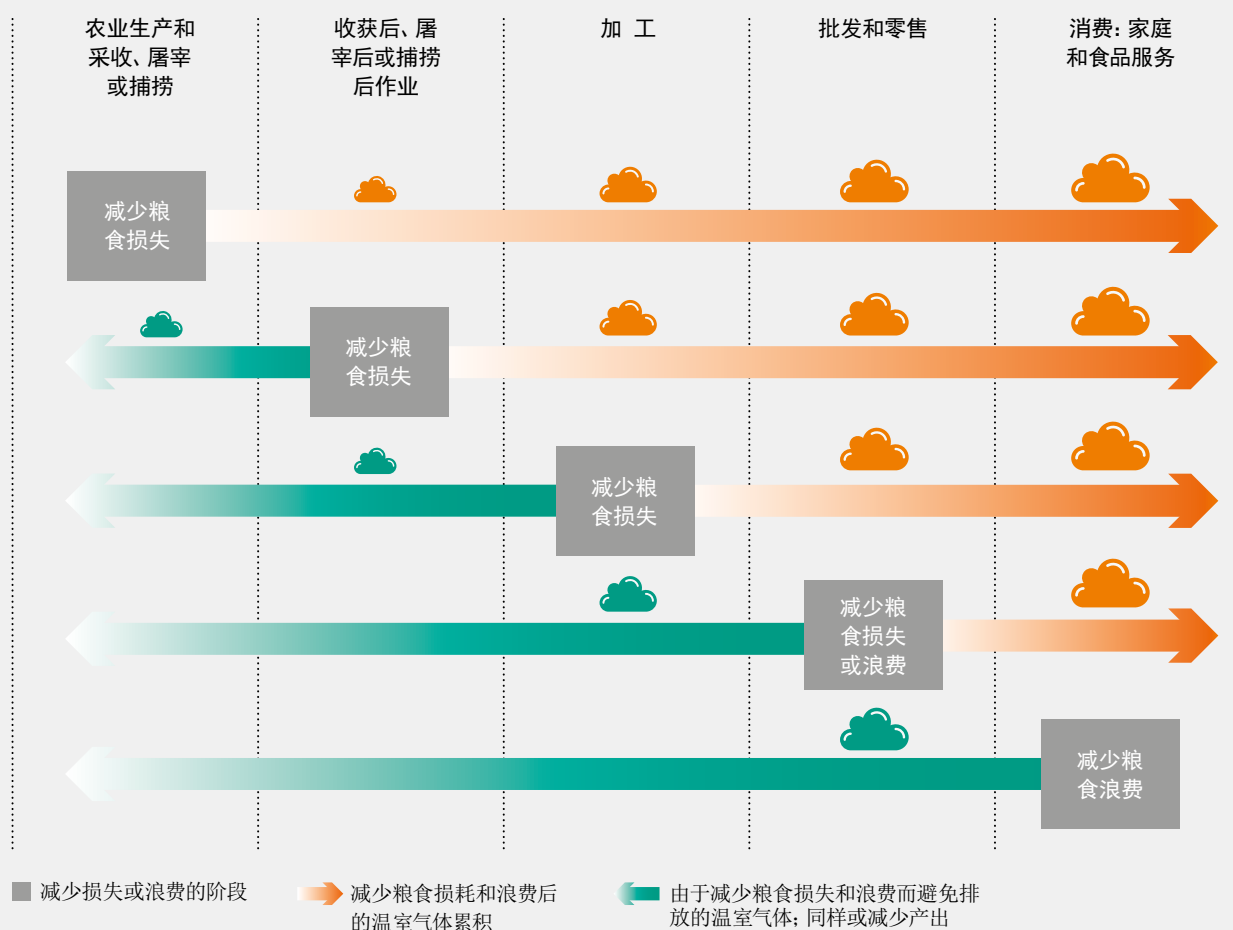 农业生产和
采收、屠宰
或捕捞
收获后、屠
宰后或捕捞
后作业
加 工
批发和零售
消费: 家庭
和食品服务
减少粮
食损失
减少粮
食损失
减少粮
食损失
减少粮
食损失
或浪费
减少粮
食浪费
减少损失或浪费的阶段
减少粮食损耗和浪费后
的温室气体累积
由于减少粮食损失和浪费而避免排
放的温室气体; 同样或减少产出